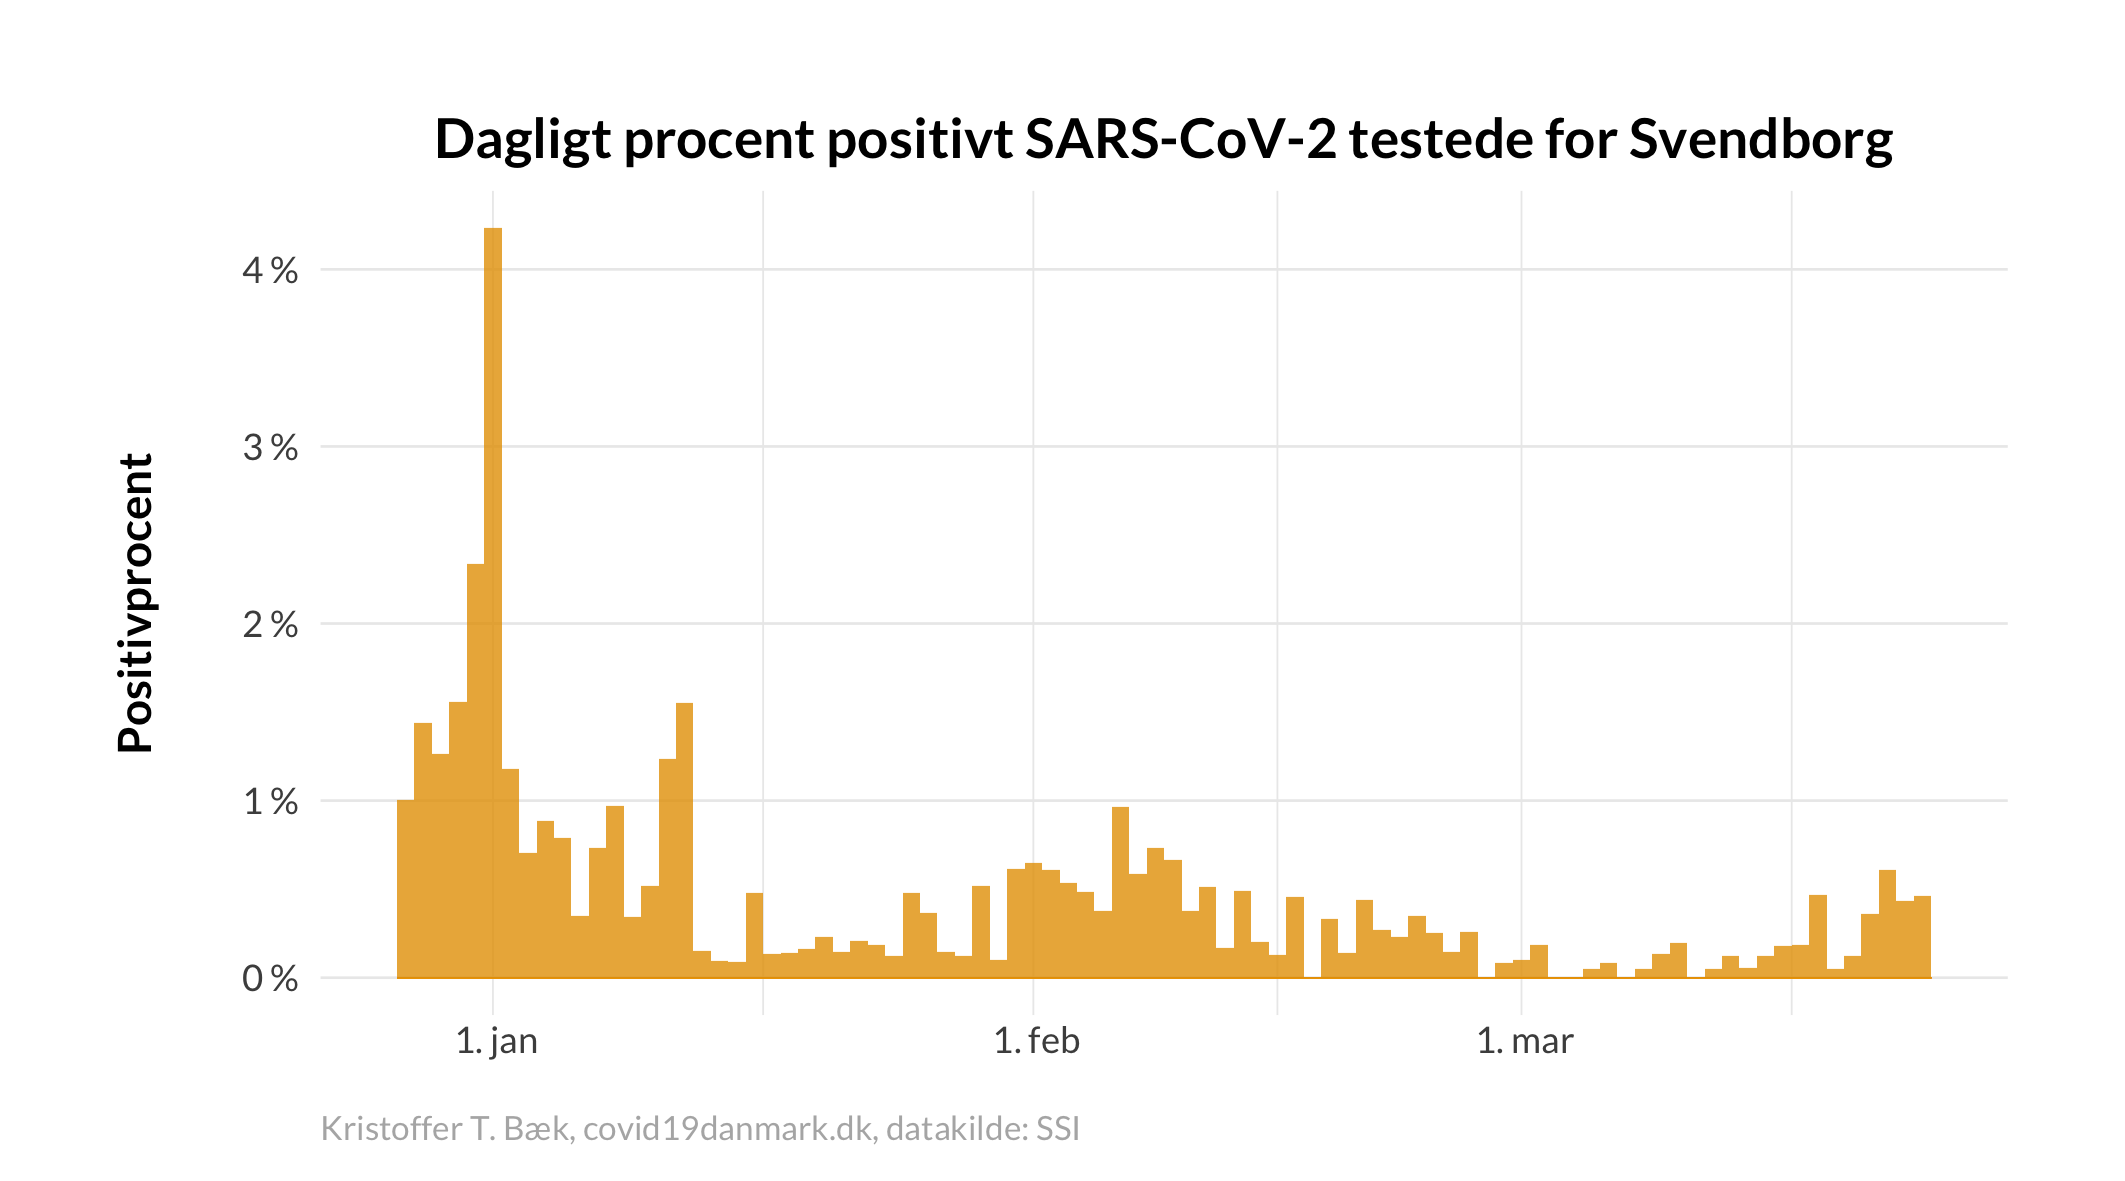 Dagligt procent positivt SARS-CoV-2 testede for Svendborg
Positivprocent
4 %
3 %
2 %
1 %
0 %
1. jan
1. feb
1. mar
Kristoffer T. Bæk, covid19danmark.dk, datakilde: SSI